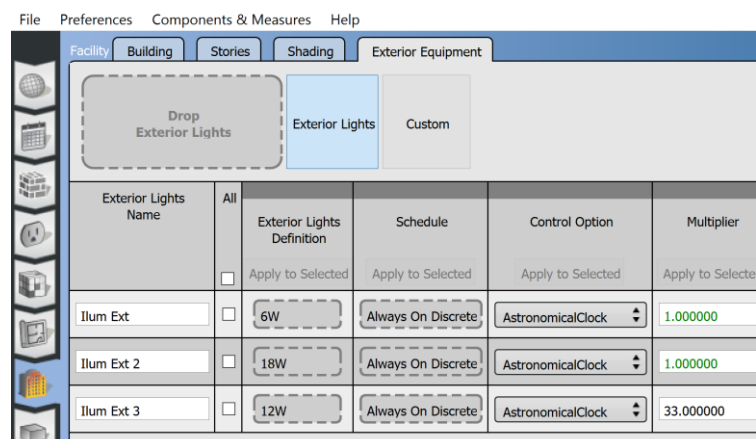 File Preferences Components & Measures Help
Facility Building Stories Shading Exterior Equipment
Drop
Exterior Lights
Exterior Lights Custom
Exterior Lights
Name
All
Exterior Lights
Definition
Schedule Control Option Multiplier
Apply to Selected Apply to Selected Apply to Selected Apply to Selecte
Ilum Ext 6W Always On Discrete AstronomicalClock 1.000000
Ilum Ext 2 18W Always On Discrete AstronomicalClock 1.000000
Ilum Ext 3 12W Always On Discrete AstronomicalClock 33.000000